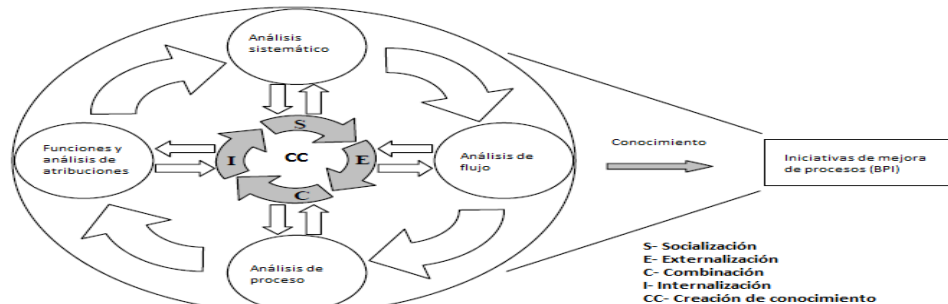 Análisis
sistemático
S
Funciones y
análisis de
atribuciones
I
CC
E
Análisis de
flujo
Conocimiento
Iniciativas de mejora
de procesos (BPI)
C
Análisis de
proceso
S- Socialización
E- Externalización
C- Combinación
I- Internalización
CC- Creación de conocimiento